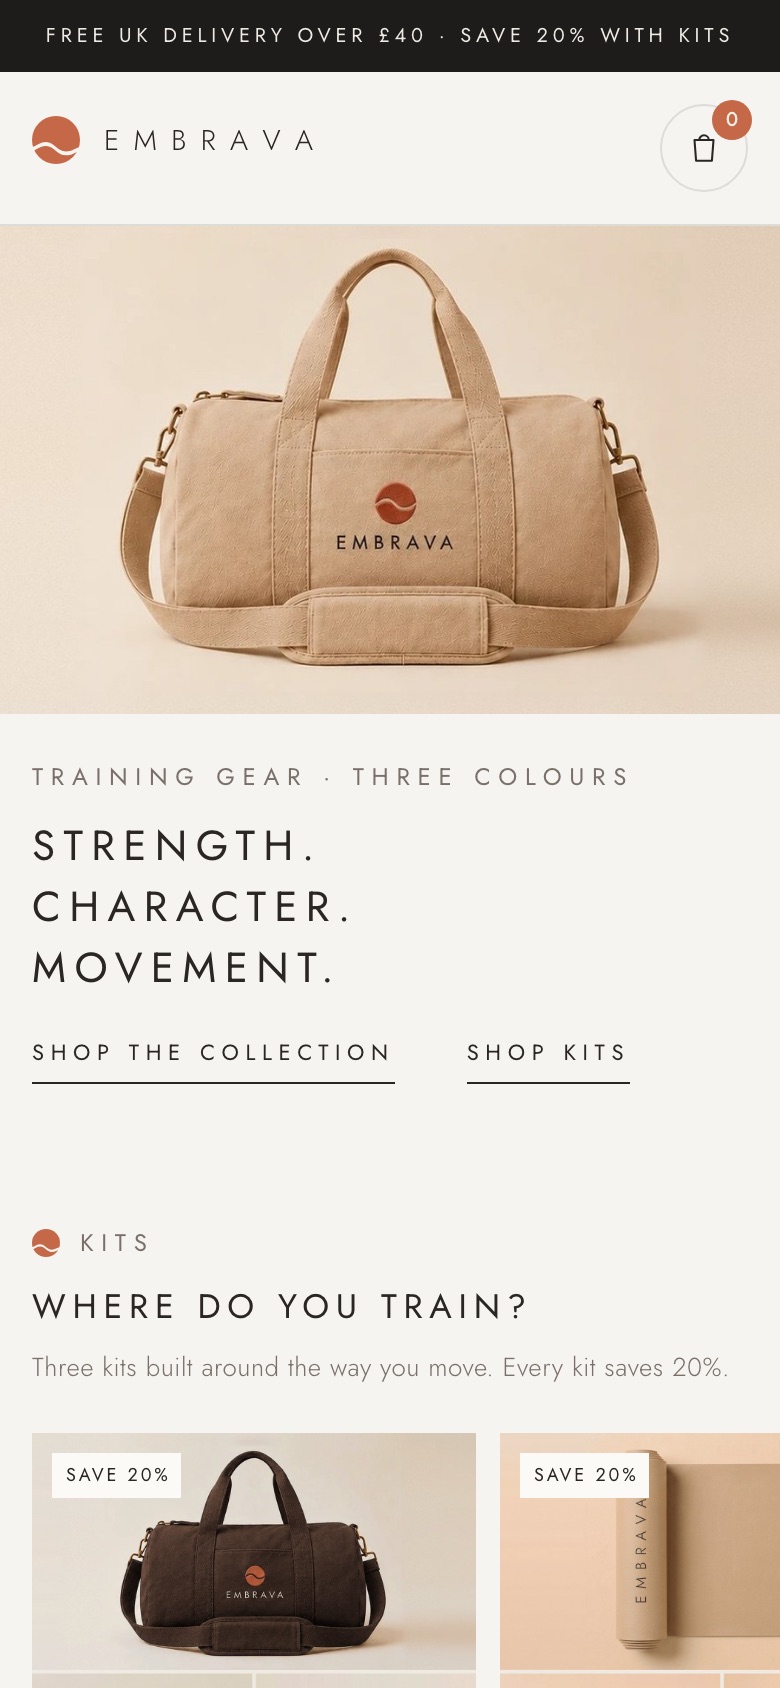 FREE UK DELIVERY OVER £40 · SAVE 20% WITH KITS
EMBRAVA
0
EMBRAVA
TRAINING GEAR · THREE COLOURS
STRENGTH.
CHARACTER.
MOVEMENT.
SHOP THE COLLECTION
SHOP KITS
KITS
WHERE DO YOU TRAIN?
Three kits built around the way you move. Every kit saves 20%.
SAVE 20%
EMBRAVA
SAVE 20%
EMBRAVA